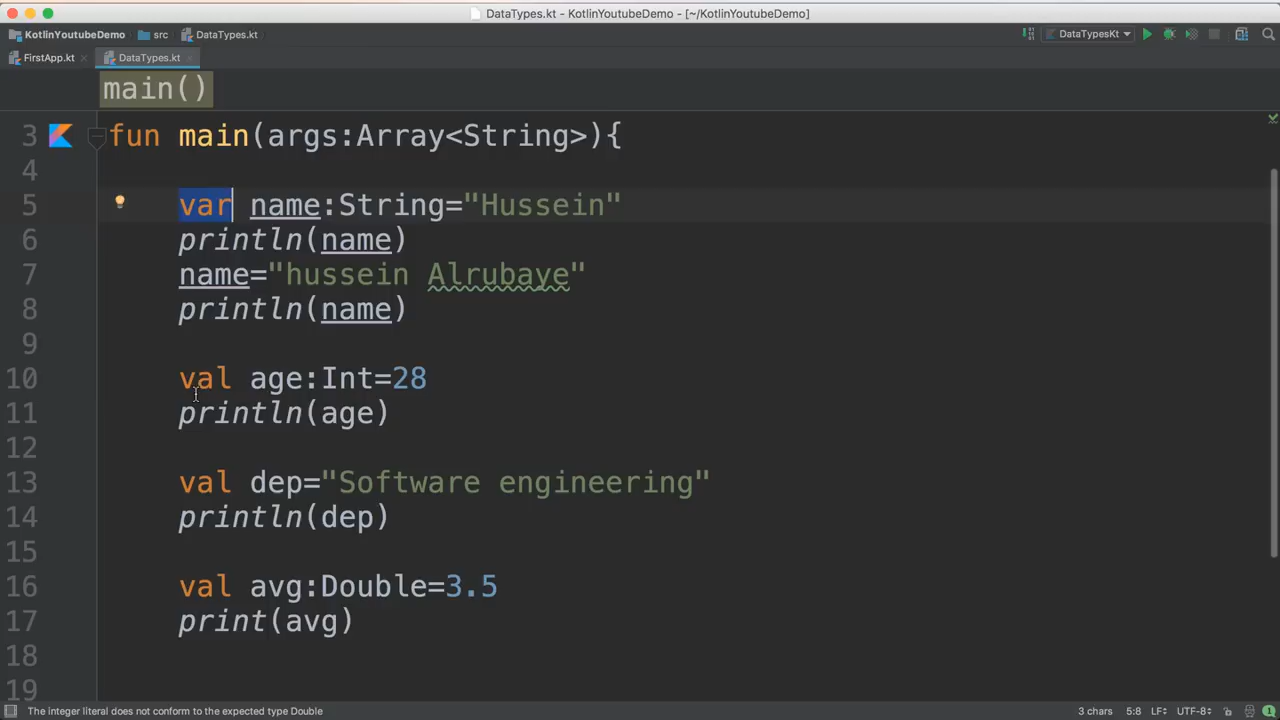 DataTypes.kt - KotlinYoutubeDemo - [~/KotlinYoutubeDemo]
KotlinYoutubeDemo src DataTypes.kt DataTypesKt
FirstApp.kt DataTypes.kt
main()
3 fun main(args:Array<String>){
4
5 var name:String="Hussein"
6 println(name)
7 name="hussein Alrubaye"
8 println(name)
9
10 val age:Int=28
11 println(age)
12
13 val dep="Software engineering"
14 println(dep)
15
16 val avg:Double=3.5
17 print(avg)
18
19
The integer literal does not conform to the expected type Double 3 chars 5:8 LF UTF-8 1